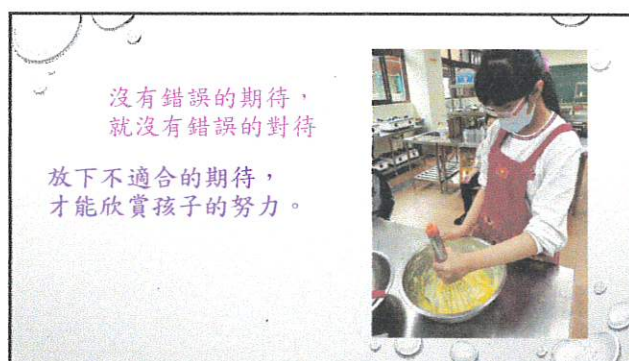 沒有錯誤的期待，
就沒有錯誤的對待
放下不適合的期待，
才能欣賞孩子的努力。